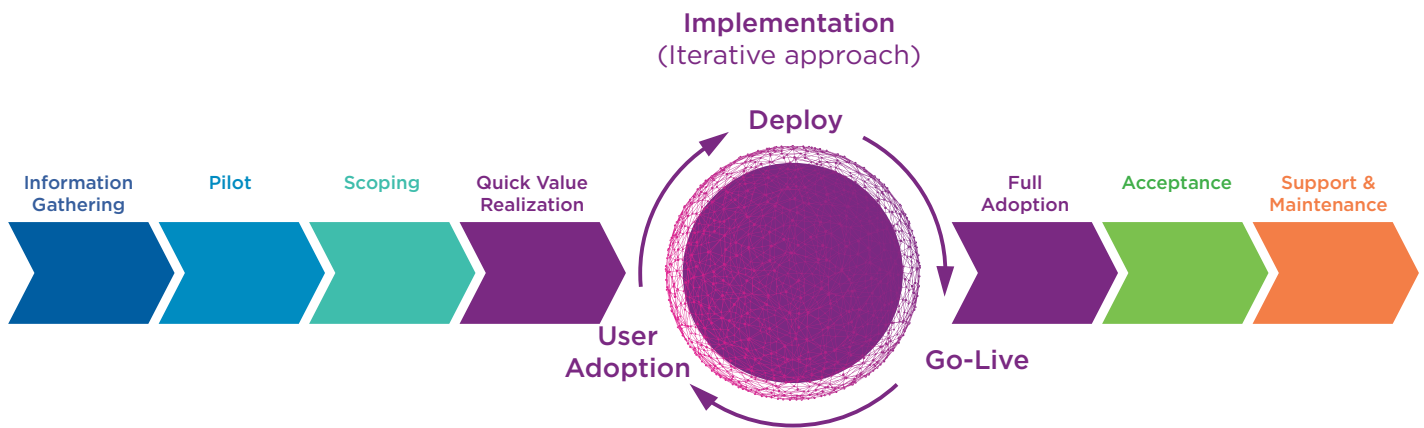 Implementation
(Iterative approach)
Deploy
Information
Gathering
Pilot
Scoping
Quick Value
Realization
Full
Adoption
Acceptance
Support &
Maintenance
User
Adoption
Go-Live